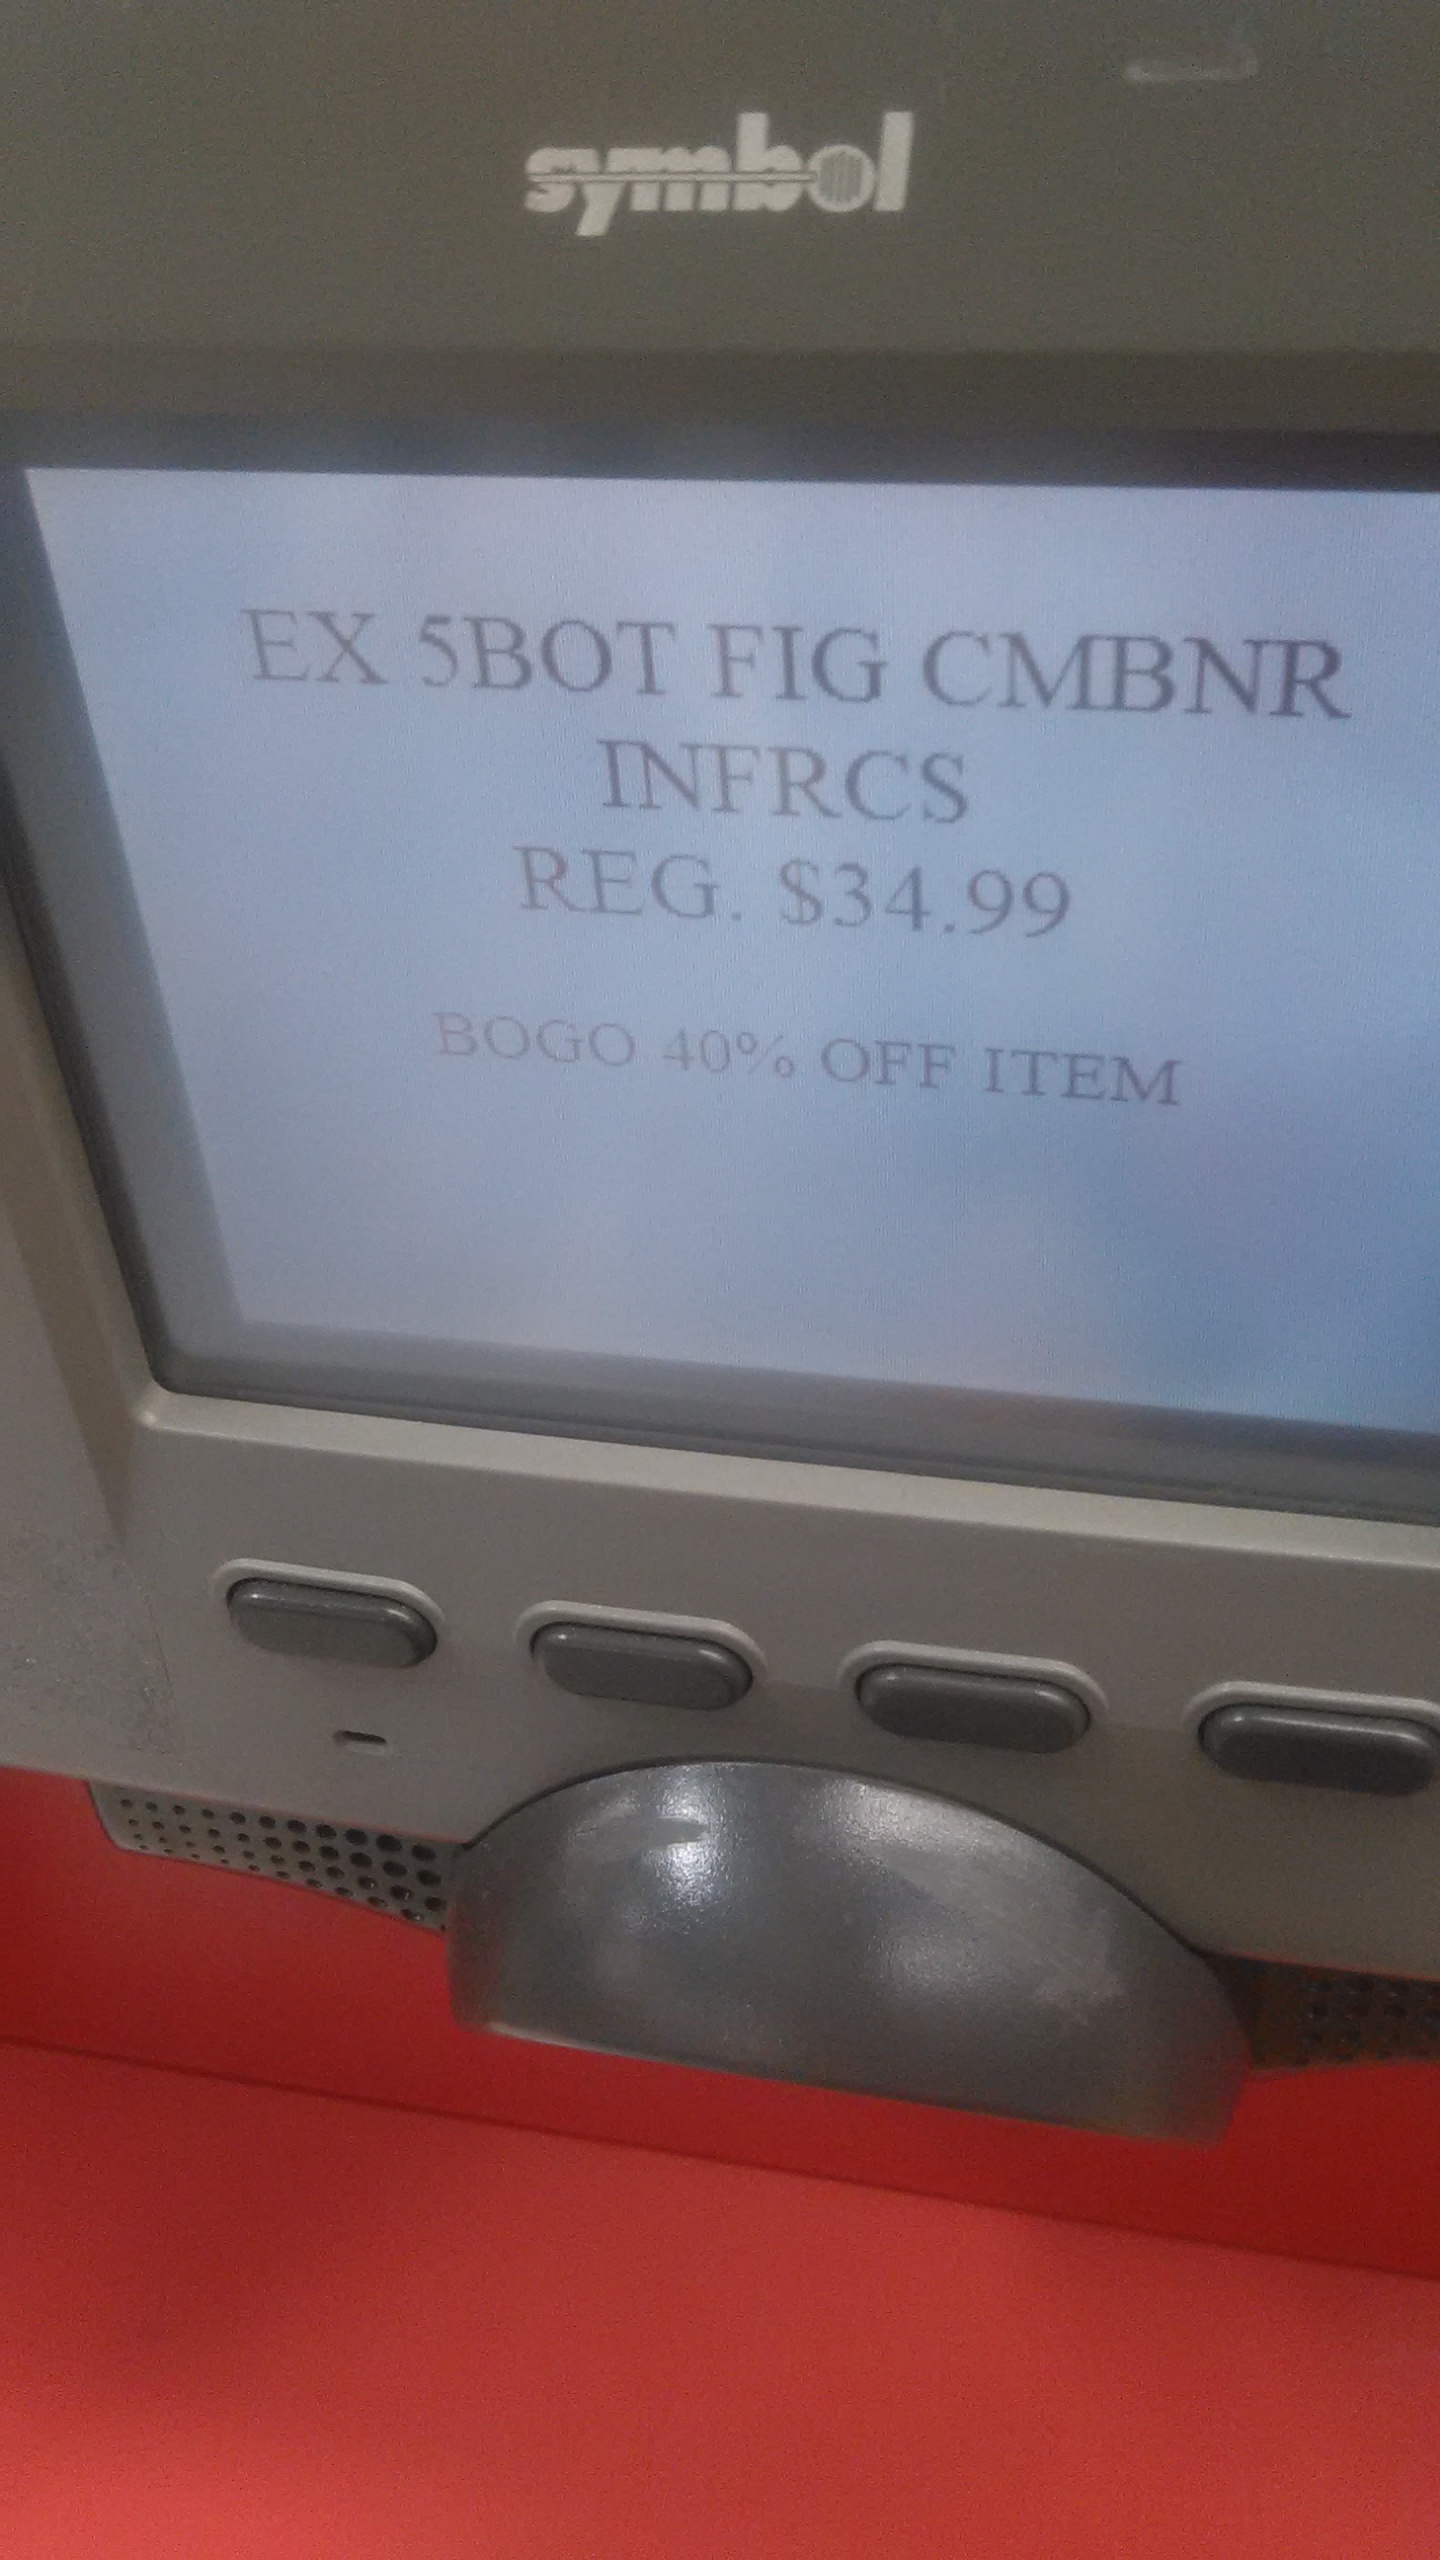 symbol
EX 5BOT FIG CMBNR
INFRCS
REG. $34.99
BOGO 40% OFF ITEM